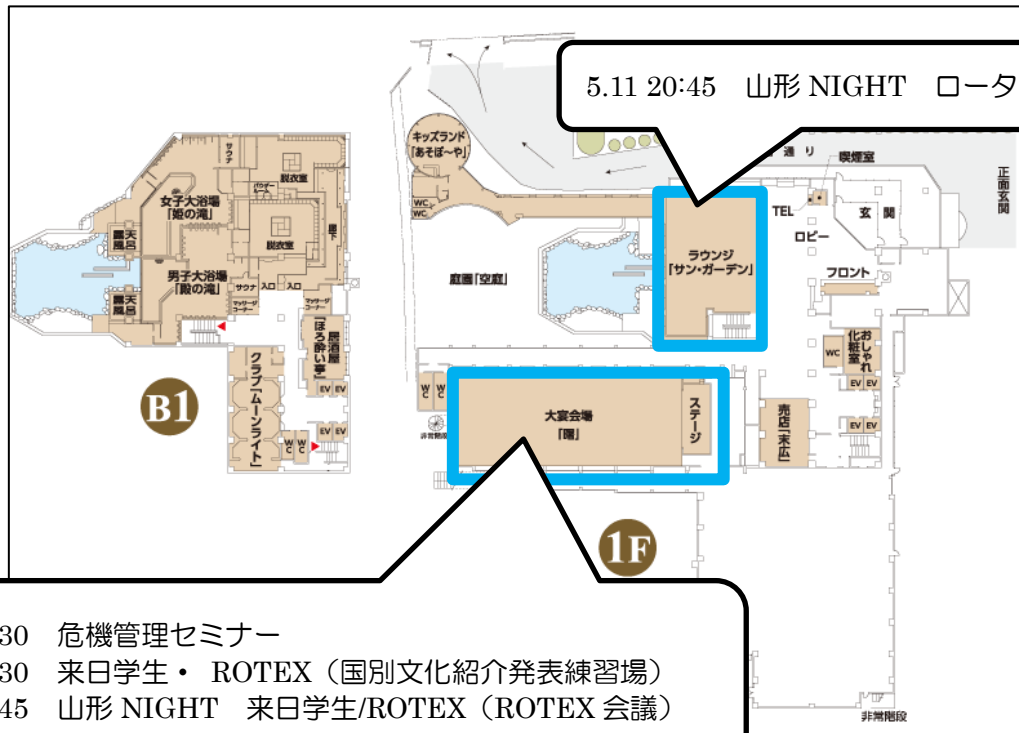 5.11 20:45 山形 NIGHT ロータ
キッズランド
「あそぼ～や」
WC
WC
通 り
喫煙室
TEL
玄 関
正面玄関
ロビー
ラウンジ
「サン・ガーデン」
フロント
庭園「空庭」
おしゃれ
化粧室
WC
EV EV
EV EV
売店「末広」
サウナ
脱衣室
パウダー
ルーム
女子大浴場
「姫の滝」
廊下
露天
風呂
脱衣室
男子大浴場
「殿の滝」
露天
風呂
サウナ
入口
入口
マッサージ
コーナー
マッサージ
コーナー
居酒屋
「ほろ酔い亭」
クラブ「ムーンライト」
EV EV
WC
WC
EV EV
B1
WC
WC
非常階段
大宴会場
「曙」
ステージ
1F
30 危機管理セミナー
30 来日学生・ ROTEX（国別文化紹介発表練習場）
45 山形 NIGHT 来日学生/ROTEX（ROTEX 会議）
非常階段